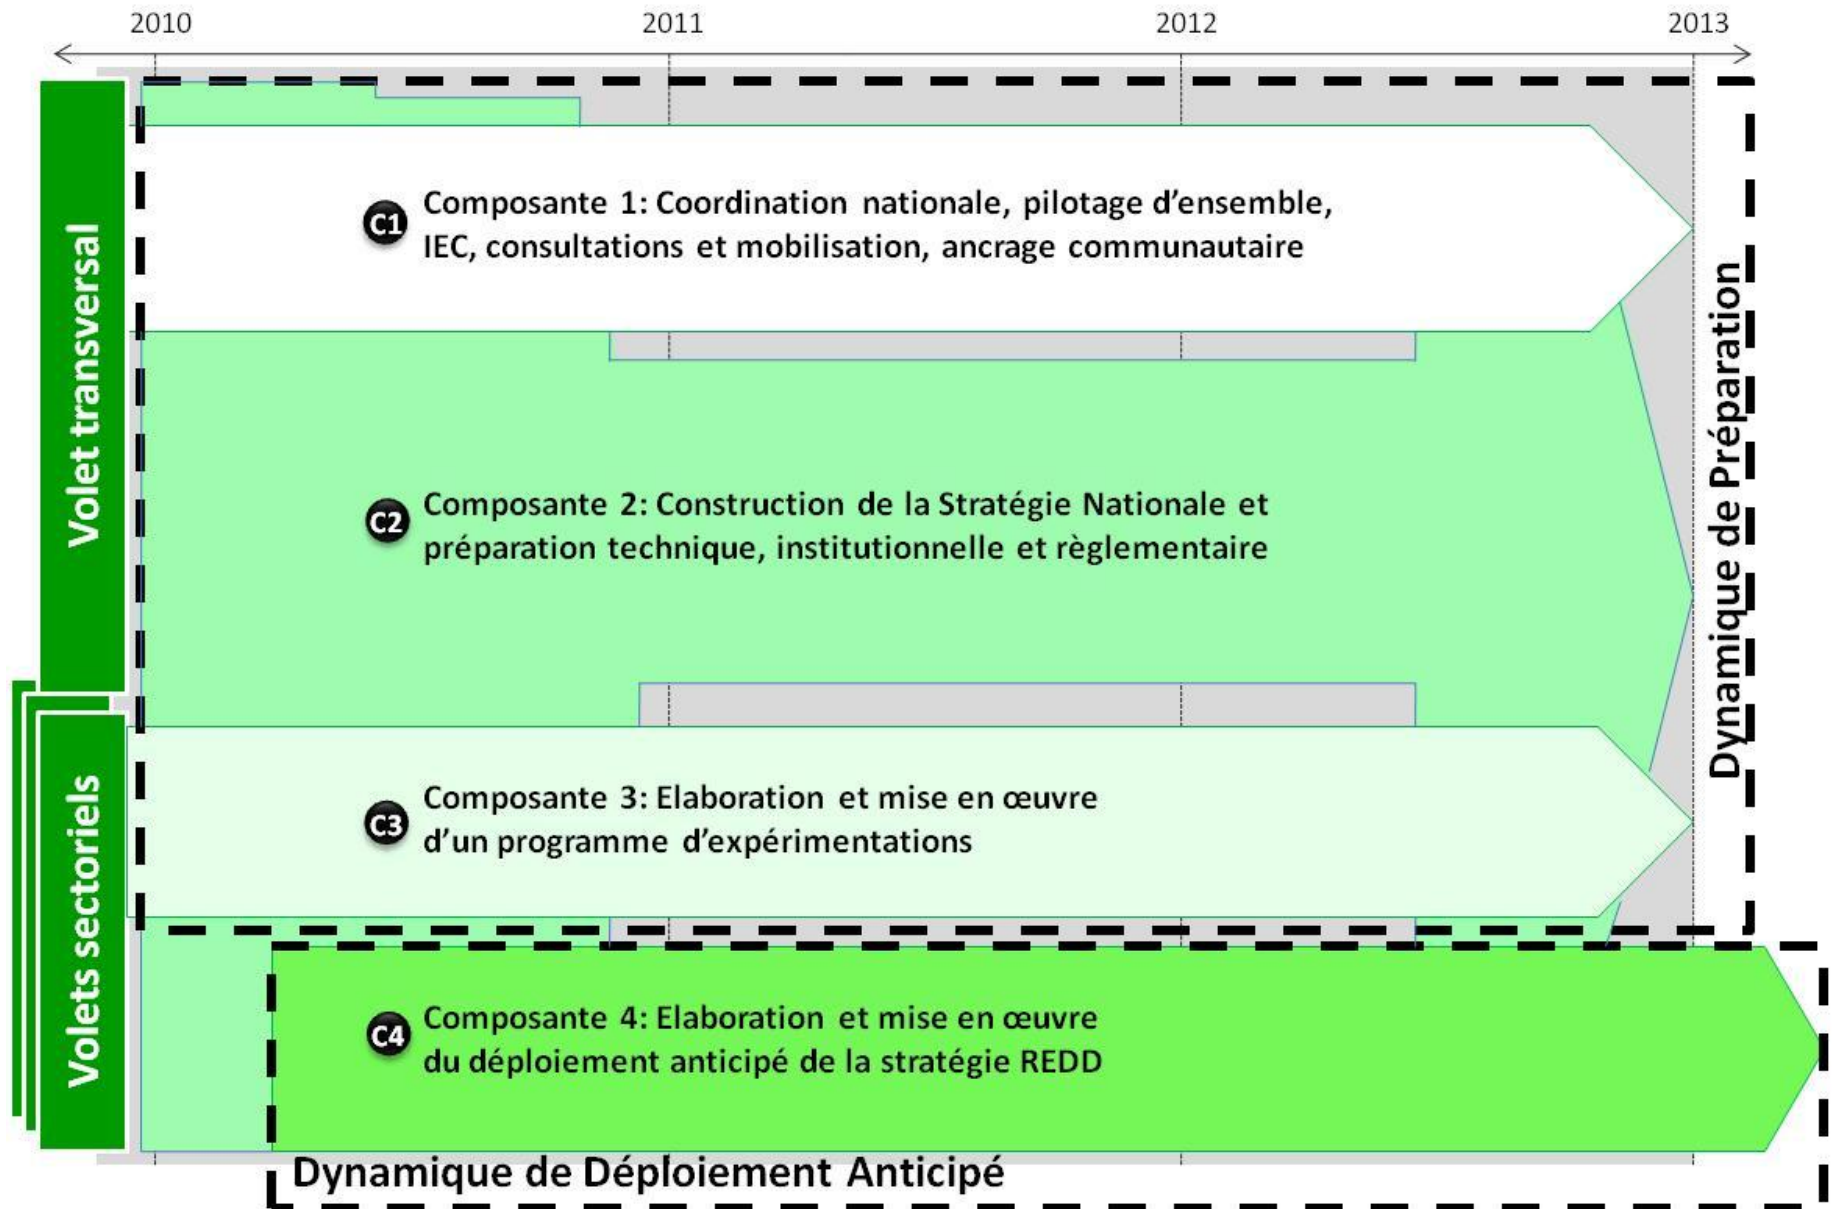 2010
2011
2012
2013
Volet transversal
C1
Composante 1: Coordination nationale, pilotage d’ensemble,
IEC, consultations et mobilisation, ancrage communautaire
C2
Composante 2: Construction de la Stratégie Nationale et
préparation technique, institutionnelle et règlementaire
Dynamique de Préparation
Volets sectoriels
C3
Composante 3: Elaboration et mise en œuvre
d’un programme d’expérimentations
C4
Composante 4: Elaboration et mise en œuvre
du déploiement anticipé de la stratégie REDD
Dynamique de Déploiement Anticipé